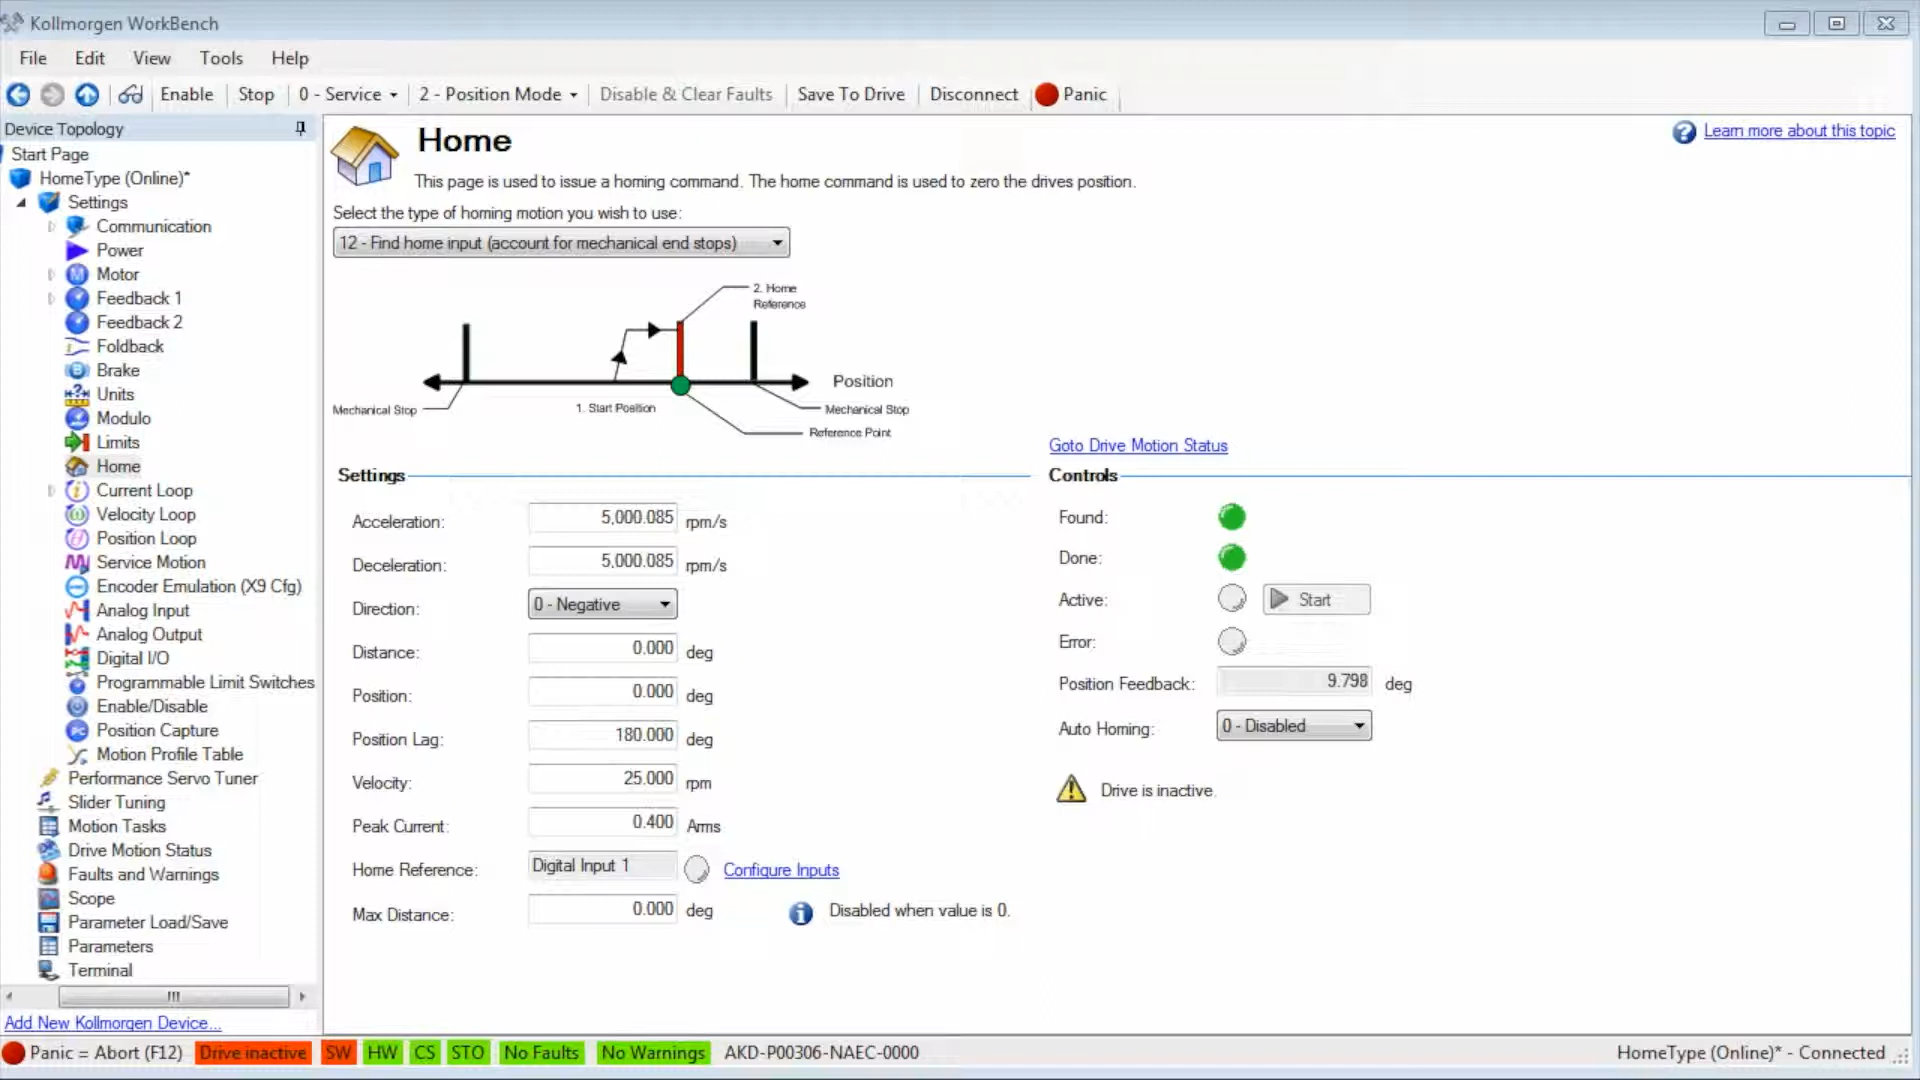 Kollmorgen WorkBench
File Edit View Tools Help
Enable Stop 0 - Service 2 - Position Mode Disable & Clear Faults Save To Drive Disconnect Panic
Device Topology
Start Page
HomeType (Online)*
Settings
Communication
Power
Motor
Feedback 1
Feedback 2
Foldback
Brake
Units
Modulo
Limits
Home
Current Loop
Velocity Loop
Position Loop
Service Motion
Encoder Emulation (X9 Cfg)
Analog Input
Analog Output
Digital I/O
Programmable Limit Switches
Enable/Disable
Position Capture
Motion Profile Table
Performance Servo Tuner
Slider Tuning
Motion Tasks
Drive Motion Status
Faults and Warnings
Scope
Parameter Load/Save
Parameters
Terminal
Add New Kollmorgen Device...
Home
Learn more about this topic
This page is used to issue a homing command. The home command is used to zero the drives position.
Select the type of homing motion you wish to use:
12 - Find home input (account for mechanical end stops)
2. Home
Reference
Position
Mechanical Stop
1. Start Position
Mechanical Stop
Reference Point
Settings
Acceleration: 5,000.085 rpm/s
Deceleration: 5,000.085 rpm/s
Direction: 0 - Negative
Distance: 0.000 deg
Position: 0.000 deg
Position Lag: 180.000 deg
Velocity: 25.000 rpm
Peak Current: 0.400 Arms
Home Reference: Digital Input 1 Configure Inputs
Max Distance: 0.000 deg Disabled when value is 0.
Goto Drive Motion Status
Controls
Found:
Done:
Active: Start
Error:
Position Feedback: 9.798 deg
Auto Homing: 0 - Disabled
Drive is inactive.
Panic = Abort (F12) Drive inactive SW HW CS STO No Faults No Warnings AKD-P00306-NAEC-0000 HomeType (Online)* - Connected